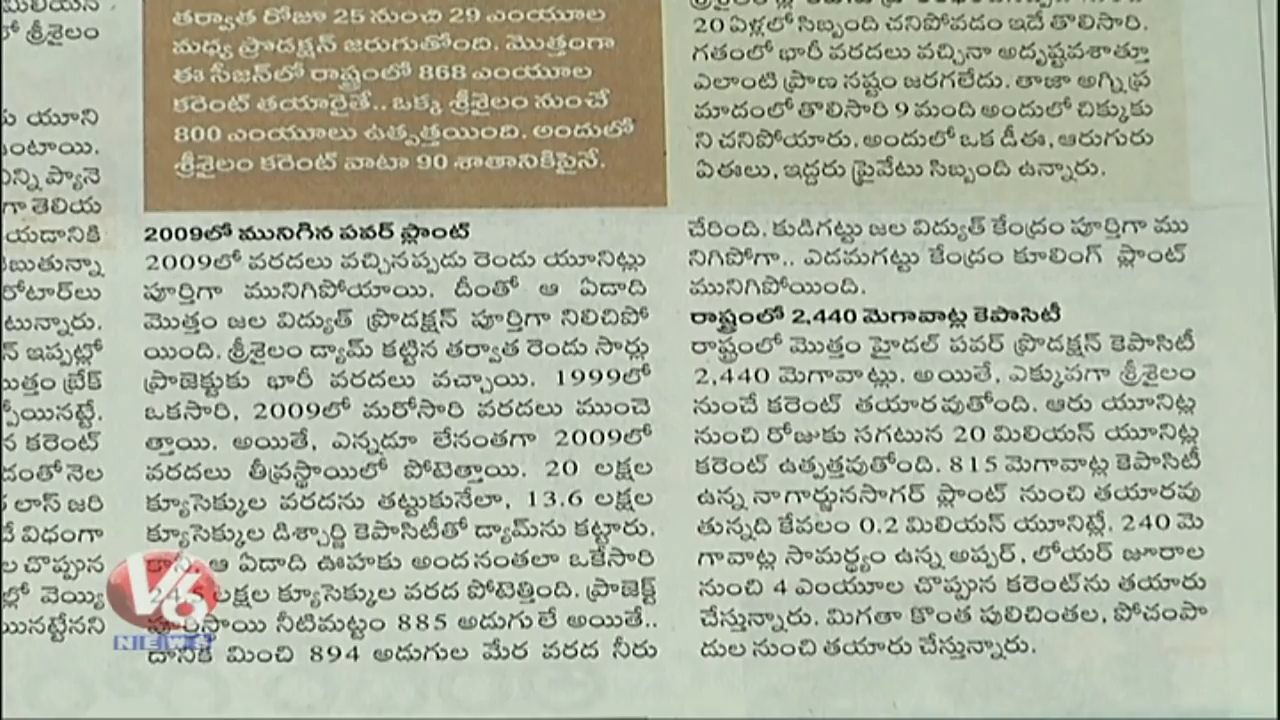 మిలియన్
లో శ్రీశైలం
యూని
ంటాయి.
న్ని ప్యానె
గా తెలియ
యడానికి
టున్నారు.
న్ ఇప్పట్లో
న కరెంట్
దంతో నెల
లాస్ జరి
విధంగా
ల చొప్పున
వెయ్యి
తర్వాత రోజూ 25 నుంచి 29 ఎంయూల
మధ్య ప్రొడక్షన్ జరుగుతోంది. మొత్తంగా
ఈ సీజన్‌లో రాష్ట్రంలో 868 ఎంయూల
కరెంట్ తయారైతే.. ఒక్క శ్రీశైలం నుంచే
800 ఎంయూలు ఉత్పత్తయింది. అందులో
శ్రీశైలం కరెంట్ వాటా 90 శాతానికిపైనే.
2009లో మునిగిన పవర్ ప్లాంట్
2009లో వరదలు వచ్చినప్పుడు రెండు యూనిట్లు
పూర్తిగా మునిగిపోయాయి. దీంతో ఆ ఏడాది
మొత్తం జల విద్యుత్ ప్రొడక్షన్ పూర్తిగా నిలిచిపో
యింది. శ్రీశైలం డ్యామ్ కట్టిన తర్వాత రెండు సార్లు
ప్రాజెక్టుకు భారీ వరదలు వచ్చాయి. 1999లో
ఒకసారి, 2009లో మరోసారి వరదలు ముంచె
త్తాయి. అయితే, ఎన్నడూ లేనంతగా 2009లో
వరదలు తీవ్రస్థాయిలో పోటెత్తాయి. 20 లక్షల
క్యూసెక్కుల వరదను తట్టుకునేలా, 13.6 లక్షల
క్యూసెక్కుల డిశ్చార్జి కెపాసిటీతో డ్యామ్‌ను కట్టారు.
కానీ, ఆ ఏడాది ఊహకు అందనంతలా ఒకేసారి
లక్షల క్యూసెక్కుల వరద పోటెత్తింది. ప్రాజెక్ట్
నీటిమట్టం 885 అడుగులే అయితే..
దానికి మించి 894 అడుగుల మేర వరద నీరు
20 ఏళ్లలో సిబ్బంది చనిపోవడం ఇదే తొలిసారి.
గతంలో భారీ వరదలు వచ్చినా అదృష్టవశాత్తూ
ఎలాంటి ప్రాణ నష్టం జరగలేదు. తాజా అగ్ని ప్ర
మాదంలో తొలిసారి 9 మంది అందులో చిక్కుకు
ని చనిపోయారు. అందులో ఒక డీఈ, ఆరుగురు
ఏఈలు, ఇద్దరు ప్రైవేటు సిబ్బంది ఉన్నారు.
చేరింది. కుడిగట్టు జల విద్యుత్ కేంద్రం పూర్తిగా ము
నిగిపోగా.. ఎడమగట్టు కేంద్రం కూలింగ్ ప్లాంట్
మునిగిపోయింది.
రాష్ట్రంలో 2,440 మెగావాట్ల కెపాసిటీ
రాష్ట్రంలో మొత్తం హైదల్ పవర్ ప్రొడక్షన్ కెపాసిటీ
2,440 మెగావాట్లు. అయితే, ఎక్కువగా శ్రీశైలం
నుంచే కరెంట్ తయారవుతోంది. ఆరు యూనిట్ల
నుంచి రోజుకు సగటున 20 మిలియన్ యూనిట్ల
కరెంట్ ఉత్పత్తవుతోంది. 815 మెగావాట్ల కెపాసిటీ
ఉన్న నాగార్జునసాగర్ ప్లాంట్ నుంచి తయారవు
తున్నది కేవలం 0.2 మిలియన్ యూనిట్లే. 240 మె
గావాట్ల సామర్థ్యం ఉన్న అప్పర్, లోయర్ జూరాల
నుంచి 4 ఎంయూల చొప్పున కరెంట్‌ను తయారు
చేస్తున్నారు. మిగతా కొంత పులిచింతల, పోచంపా
డుల నుంచి తయారు చేస్తున్నారు.
V6
NEWS